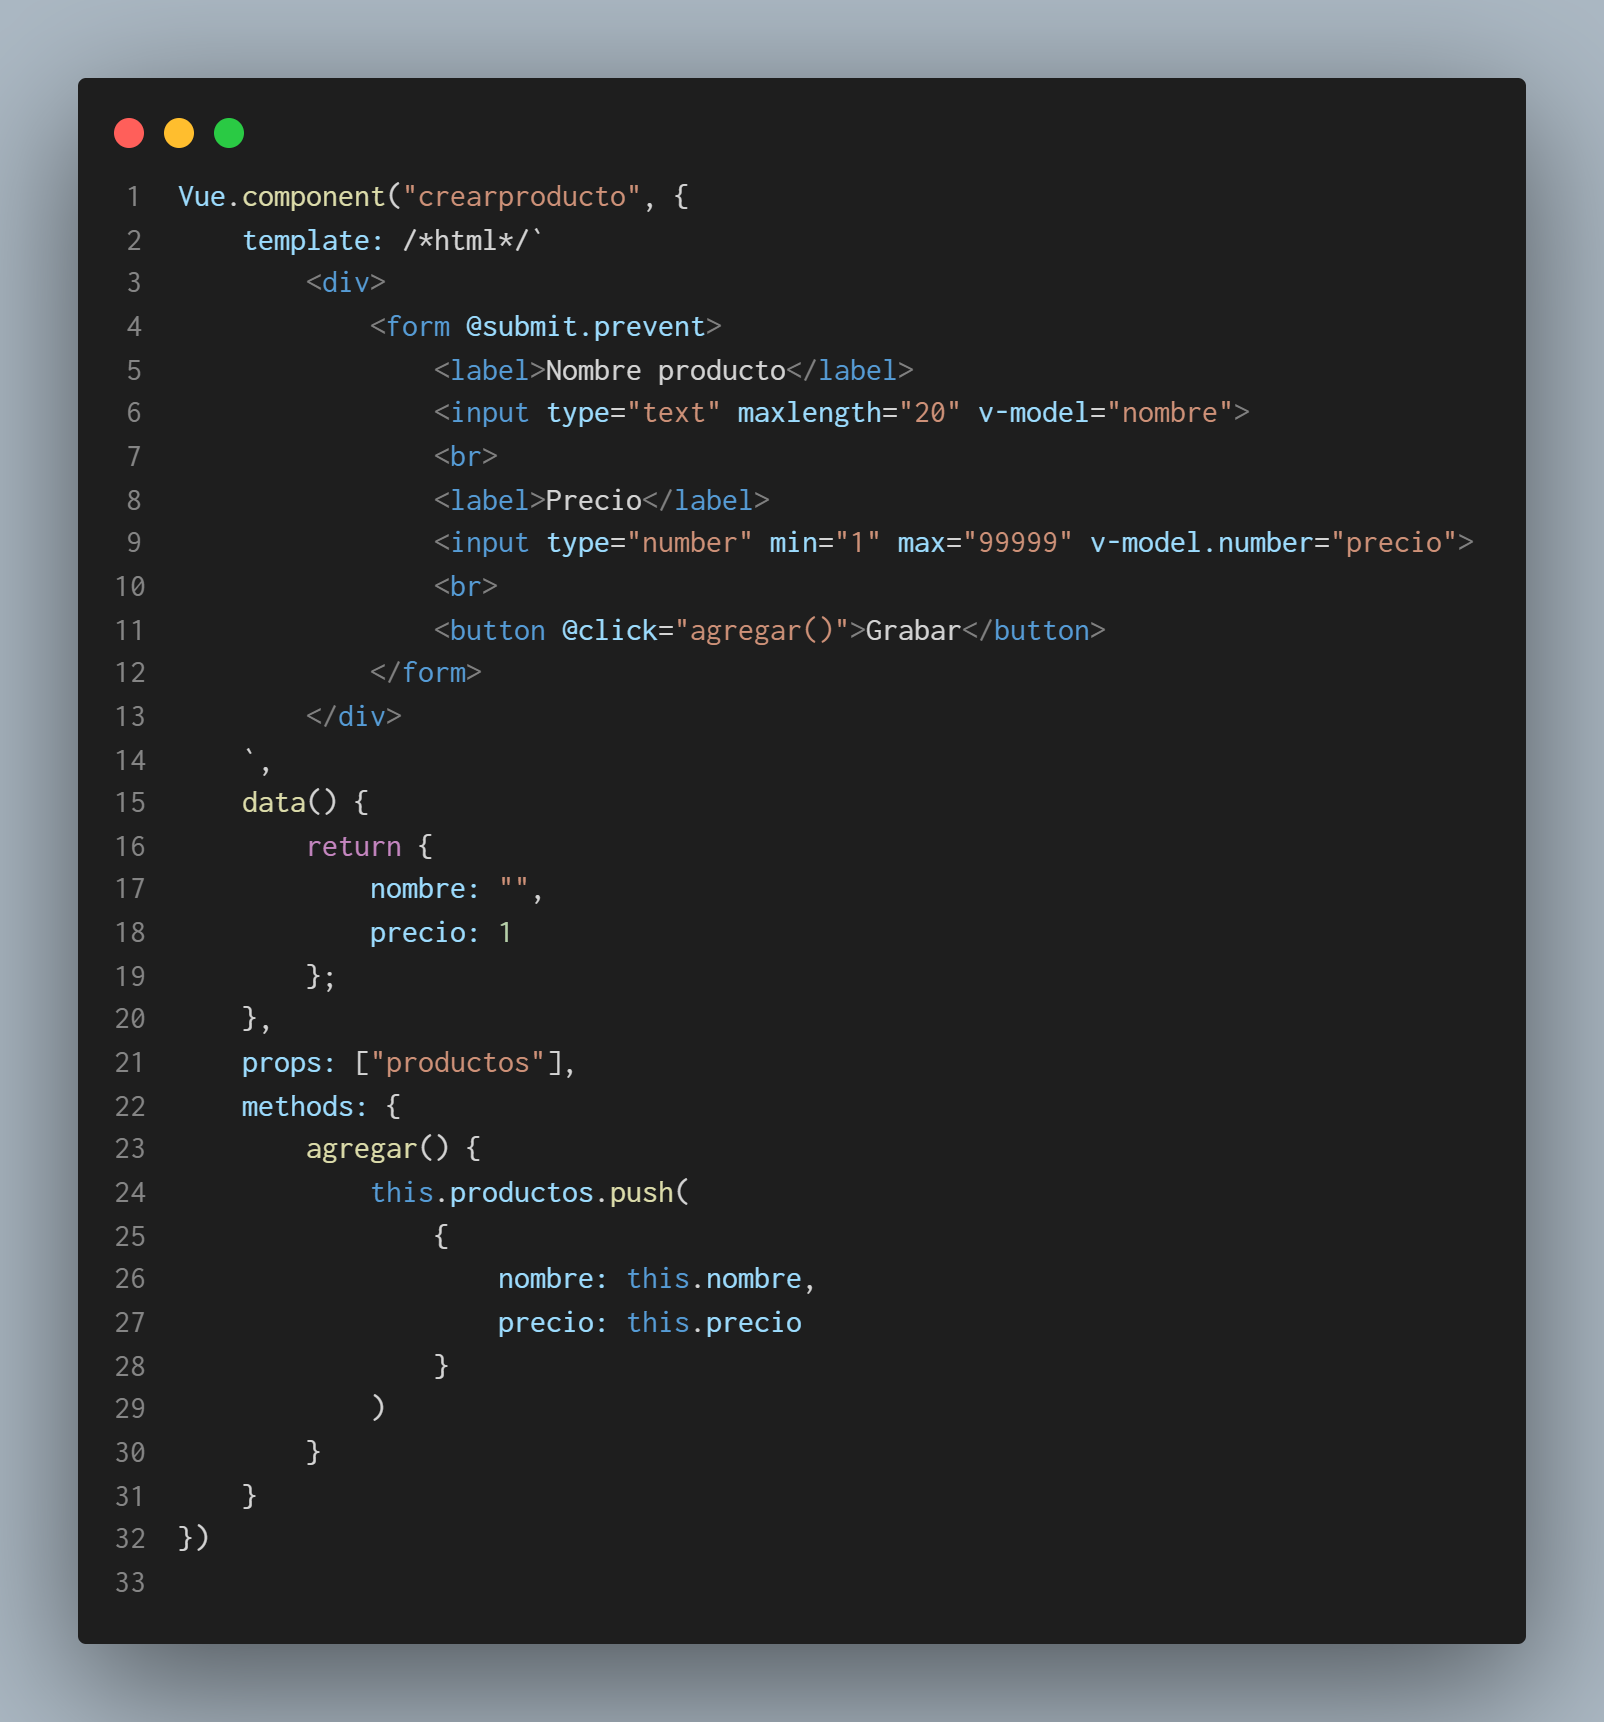 1 Vue.component("crearproducto", {
2     template: /*html*/`
3         <div>
4             <form @submit.prevent>
5                 <label>Nombre producto</label>
6                 <input type="text" maxlength="20" v-model="nombre">
7                 <br>
8                 <label>Precio</label>
9                 <input type="number" min="1" max="99999" v-model.number="precio">
10                 <br>
11                 <button @click="agregar()">Grabar</button>
12             </form>
13         </div>
14     `,
15     data() {
16         return {
17             nombre: "",
18             precio: 1
19         };
20     },
21     props: ["productos"],
22     methods: {
23         agregar() {
24             this.productos.push(
25                 {
26                     nombre: this.nombre,
27                     precio: this.precio
28                 }
29             )
30         }
31     }
32 })
33